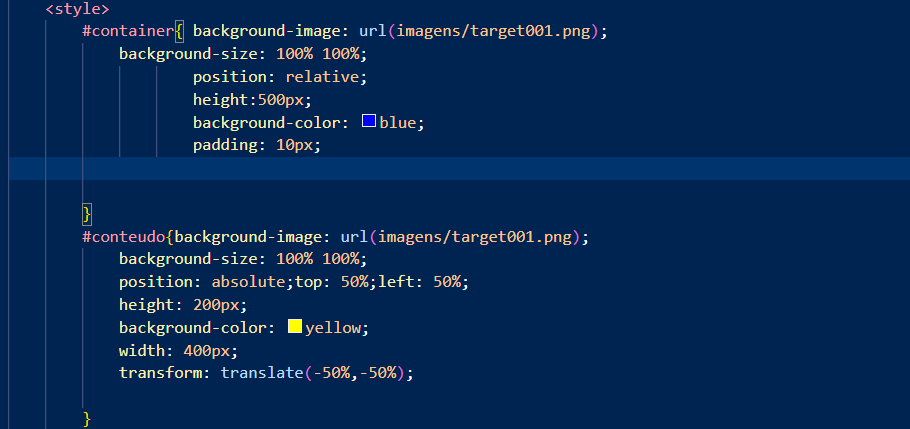 <style>
#container{ background-image: url(imagens/target001.png);
background-size: 100% 100%;
position: relative;
height:500px;
background-color: blue;
padding: 10px;
}
#conteudo{background-image: url(imagens/target001.png);
background-size: 100% 100%;
position: absolute;top: 50%;left: 50%;
height: 200px;
background-color: yellow;
width: 400px;
transform: translate(-50%,-50%);
}